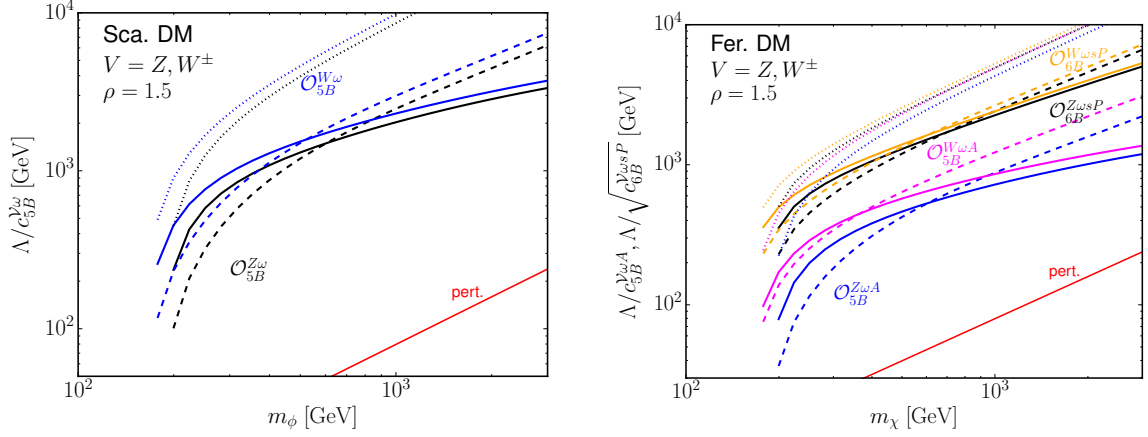 Sca. DM
V = Z, W^±
ρ = 1.5
O_{5B}^{Wω}
O_{5B}^{Zω}
pert.
10^4
10^3
10^2
10^2
10^3
m_ϕ [GeV]
Λ/c_{5B}^{Vω} [GeV]
Fer. DM
V = Z, W^±
ρ = 1.5
O_{6B}^{WωsP}
O_{6B}^{ZωsP}
O_{5B}^{WωA}
O_{5B}^{ZωA}
pert.
10^4
10^3
10^2
10^2
10^3
m_χ [GeV]
Λ/c_{5B}^{VωA}, Λ/√c_{6B}^{VωsP} [GeV]